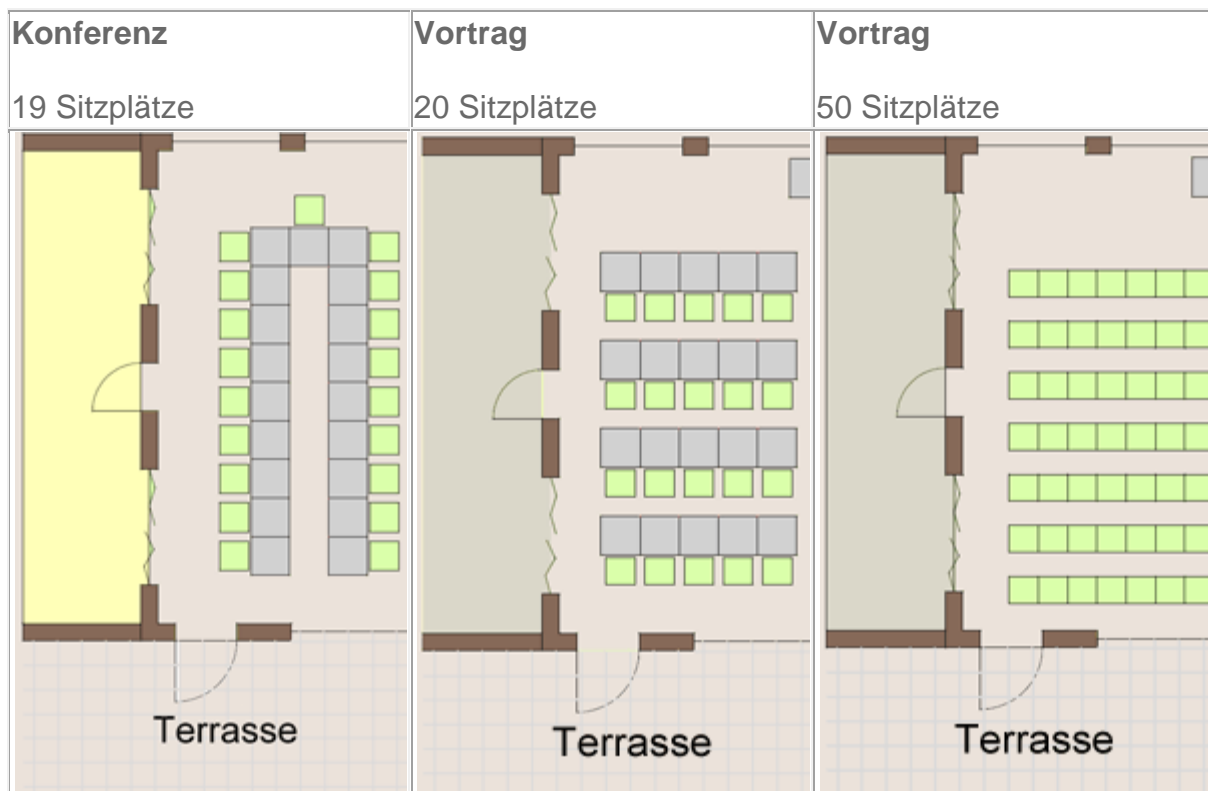 Konferenz
19 Sitzplätze
Vortrag
20 Sitzplätze
Vortrag
50 Sitzplätze
Terrasse
Terrasse
Terrasse